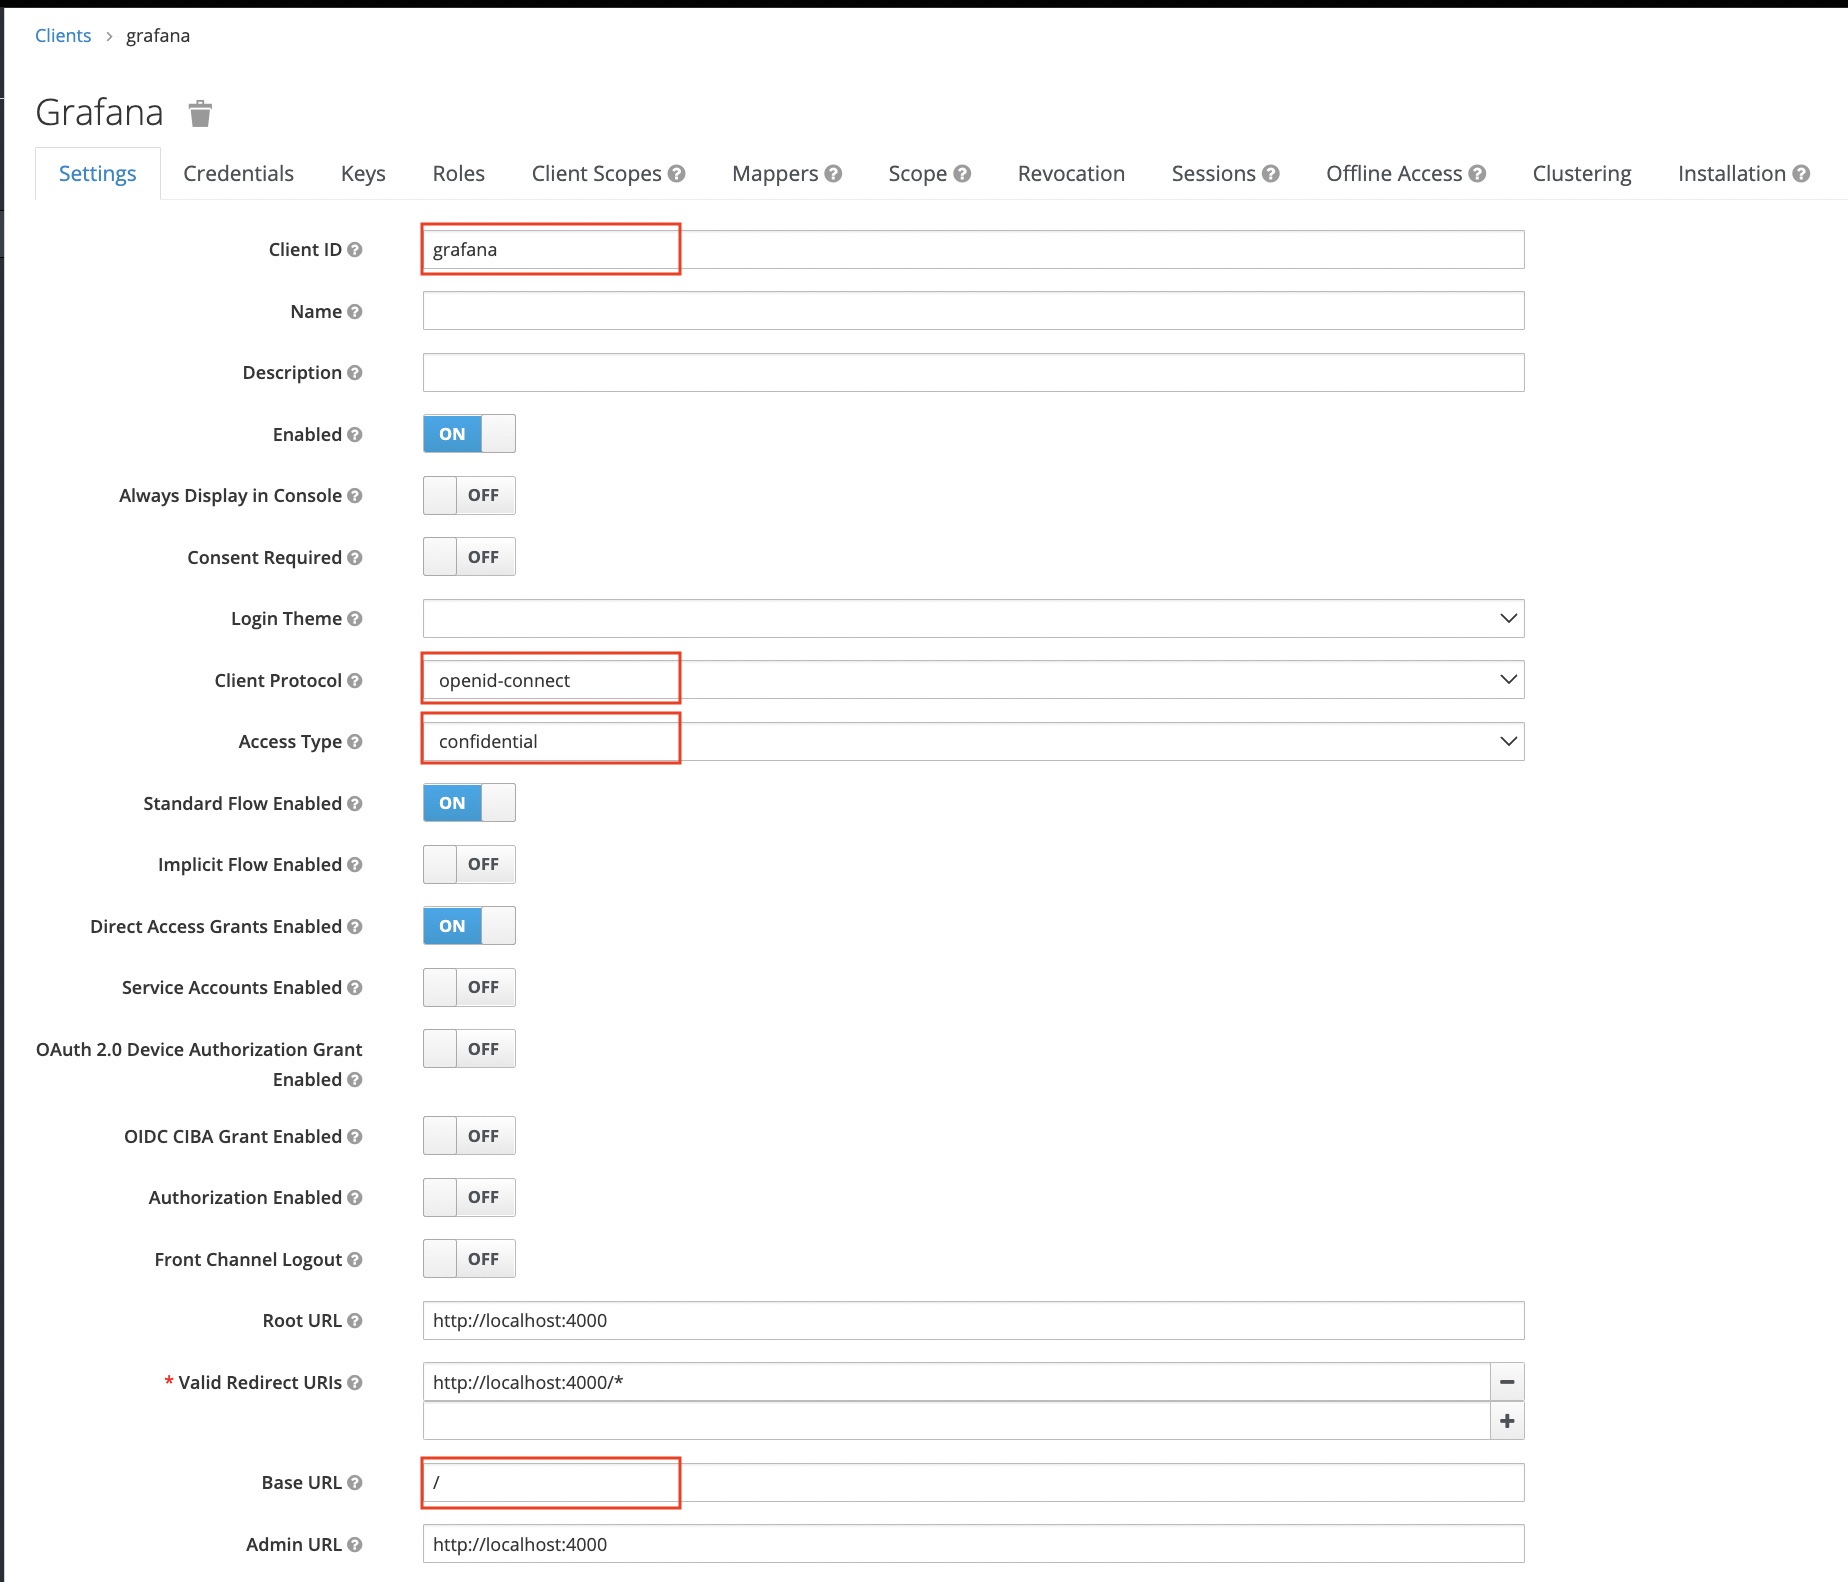 Clients > grafana
Grafana
Settings Credentials Keys Roles Client Scopes Mappers Scope Revocation Sessions Offline Access Clustering Installation
Client ID grafana
Name
Description
Enabled ON
Always Display in Console OFF
Consent Required OFF
Login Theme
Client Protocol openid-connect
Access Type confidential
Standard Flow Enabled ON
Implicit Flow Enabled OFF
Direct Access Grants Enabled ON
Service Accounts Enabled OFF
OAuth 2.0 Device Authorization Grant OFF
Enabled
OIDC CIBA Grant Enabled OFF
Authorization Enabled OFF
Front Channel Logout OFF
Root URL http://localhost:4000
* Valid Redirect URIs http://localhost:4000/*
Base URL /
Admin URL http://localhost:4000